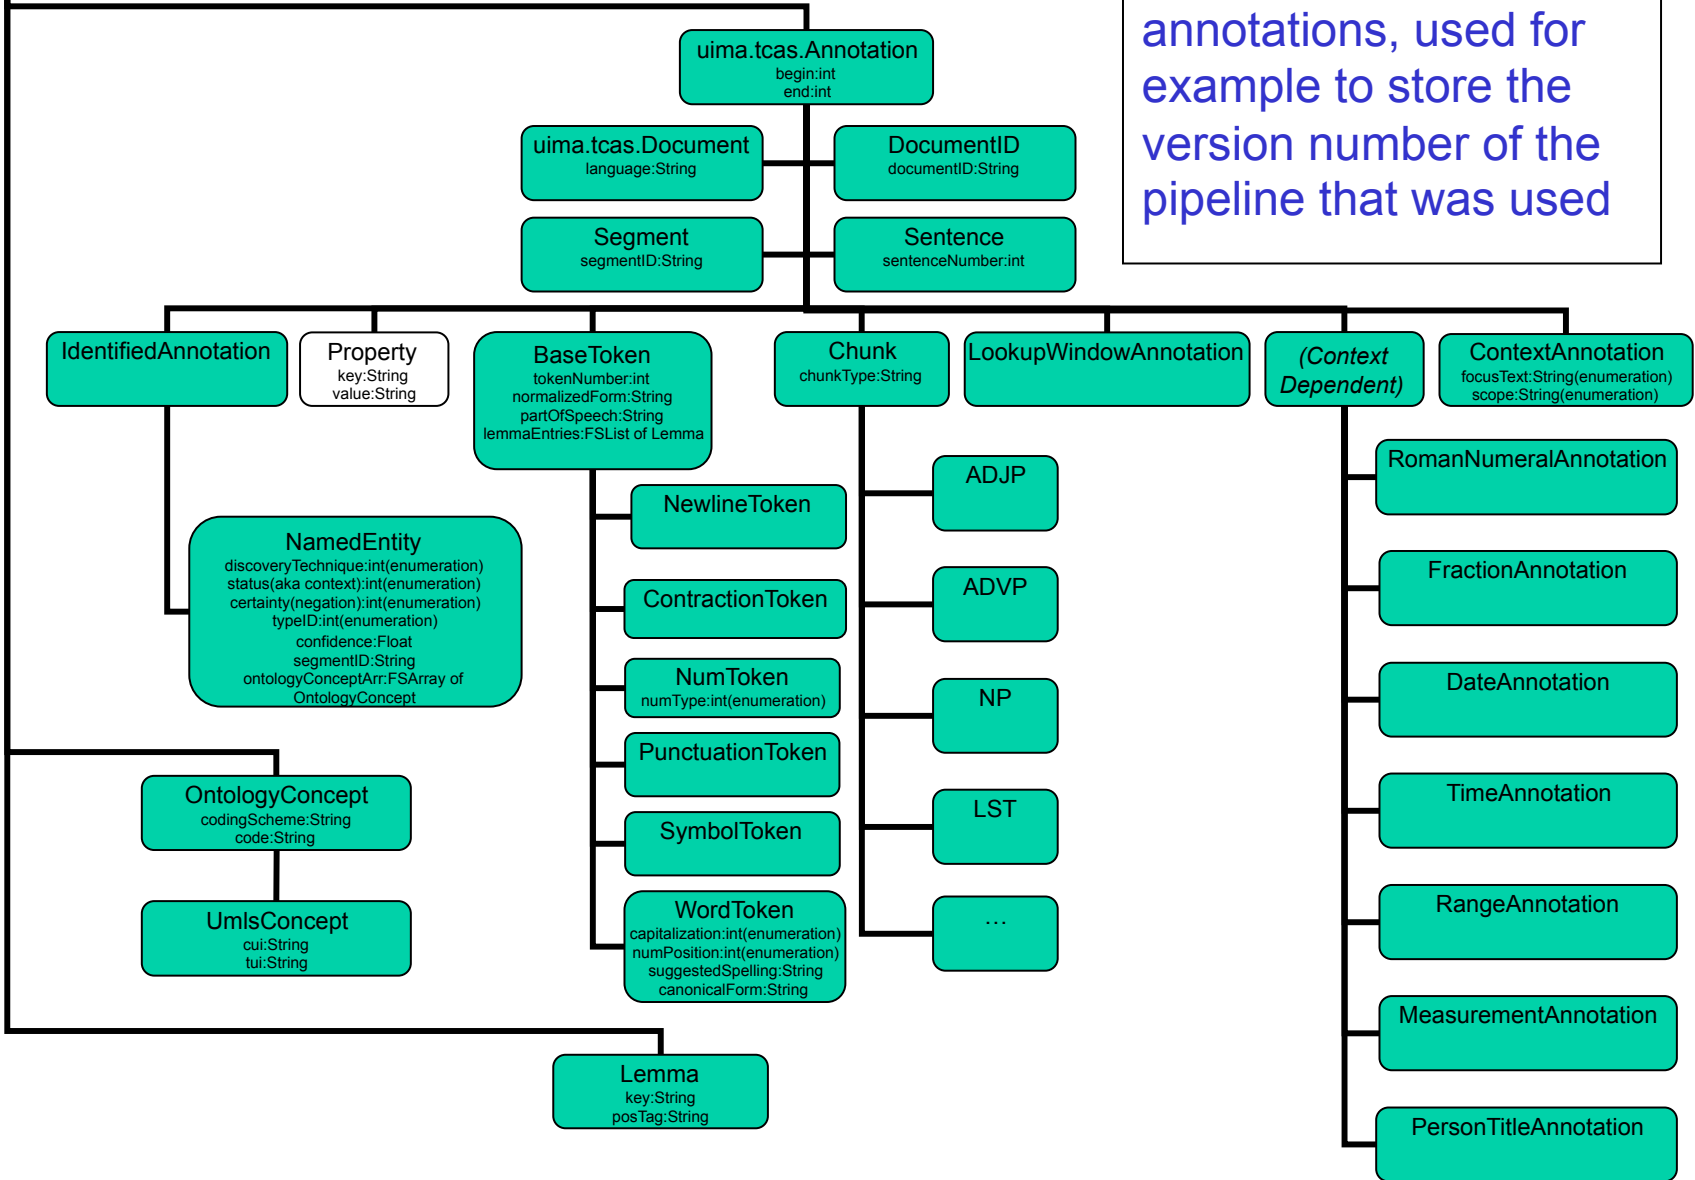 annotations, used for
example to store the
version number of the
pipeline that was used
uima.tcas.Annotation
begin:int
end:int
uima.tcas.Document
language:String
DocumentID
documentID:String
Segment
segmentID:String
Sentence
sentenceNumber:int
IdentifiedAnnotation
Property
key:String
value:String
BaseToken
tokenNumber:int
normalizedForm:String
partOfSpeech:String
lemmaEntries:FSList of Lemma
Chunk
chunkType:String
LookupWindowAnnotation
(Context
Dependent)
ContextAnnotation
focusText:String(enumeration)
scope:String(enumeration)
NamedEntity
discoveryTechnique:int(enumeration)
status(aka context):int(enumeration)
certainty(negation):int(enumeration)
typeID:int(enumeration)
confidence:Float
segmentID:String
ontologyConceptArr:FSArray of
OntologyConcept
NewlineToken
ContractionToken
NumToken
numType:int(enumeration)
PunctuationToken
SymbolToken
WordToken
capitalization:int(enumeration)
numPosition:int(enumeration)
suggestedSpelling:String
canonicalForm:String
ADJP
ADVP
NP
LST
…
RomanNumeralAnnotation
FractionAnnotation
DateAnnotation
TimeAnnotation
RangeAnnotation
MeasurementAnnotation
PersonTitleAnnotation
OntologyConcept
codingScheme:String
code:String
UmlsConcept
cui:String
tui:String
Lemma
key:String
posTag:String